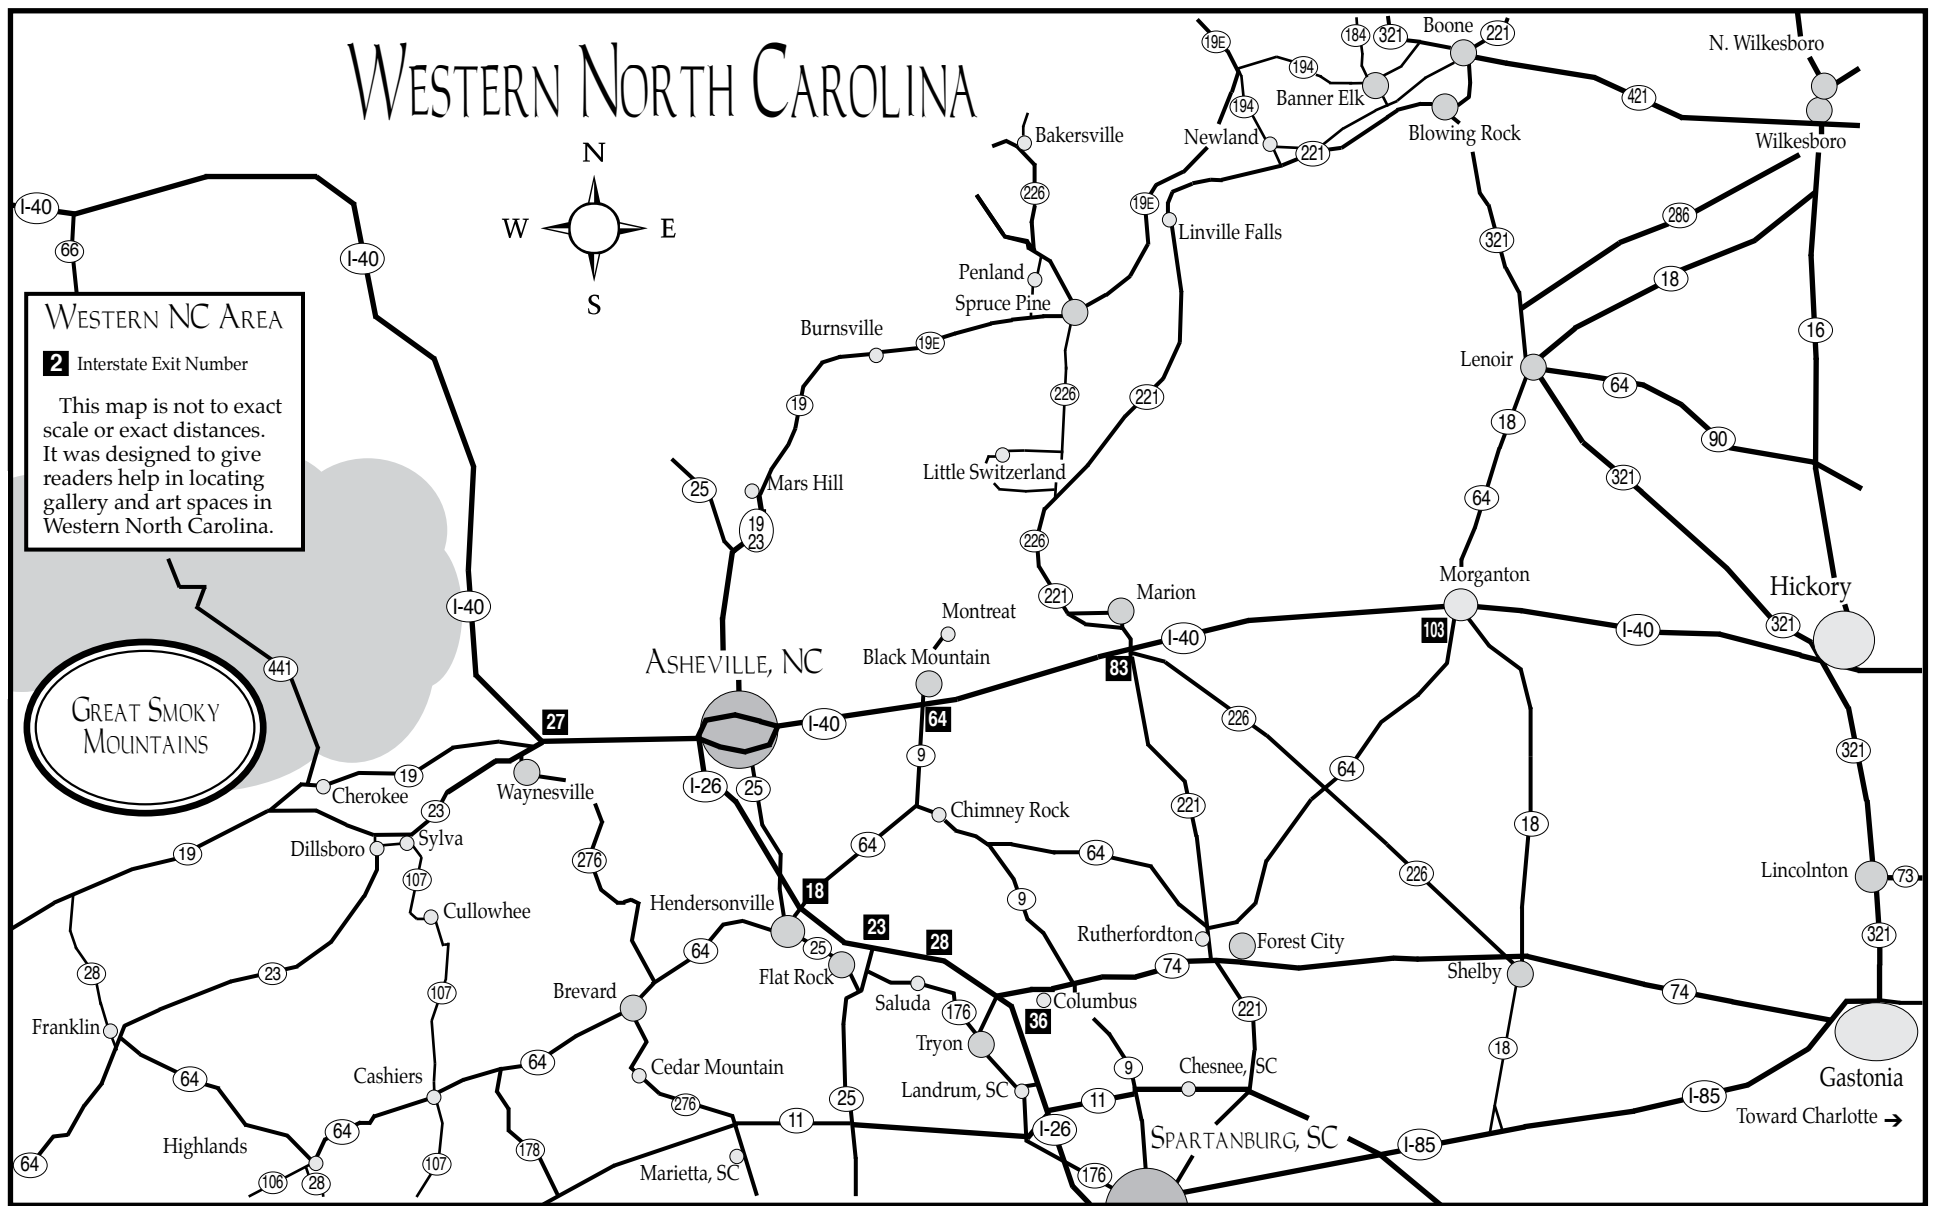 WESTERN NORTH CAROLINA
N
W
E
S
I-40
66
I-40
WESTERN NC AREA
2 Interstate Exit Number
This map is not to exact
scale or exact distances.
It was designed to give
readers help in locating
gallery and art spaces in
Western North Carolina.
19E
194
184
321
Boone
221
N. Wilkesboro
194
Banner Elk
421
Newland
221
Blowing Rock
Wilkesboro
Bakersville
226
19E
Linville Falls
321
286
18
Penland
Spruce Pine
16
Burnsville
19E
Lenoir
64
19
226
221
18
90
25
Mars Hill
Little Switzerland
64
321
19
23
226
I-40
221
Marion
Morganton
Hickory
Montreat
I-40
103
I-40
321
441
ASHEVILLE, NC
Black Mountain
83
GREAT SMOKY
MOUNTAINS
27
I-40
64
226
9
64
321
19
Cherokee
Waynesville
I-26
25
23
Chimney Rock
221
18
Dillsboro
Sylva
19
276
64
64
226
Lincolnton
73
107
Cullowhee
Hendersonville
18
9
Rutherfordton
Forest City
321
23
28
64
25
28
23
Flat Rock
74
Shelby
107
Brevard
Saluda
176
Columbus
36
221
74
Franklin
Tryon
64
Cashiers
64
Cedar Mountain
Landrum, SC
9
Chesnee, SC
18
Gastonia
276
25
11
I-85
Toward Charlotte →
Highlands
64
178
11
I-26
SPARTANBURG, SC
I-85
64
106
28
107
Marietta, SC
176